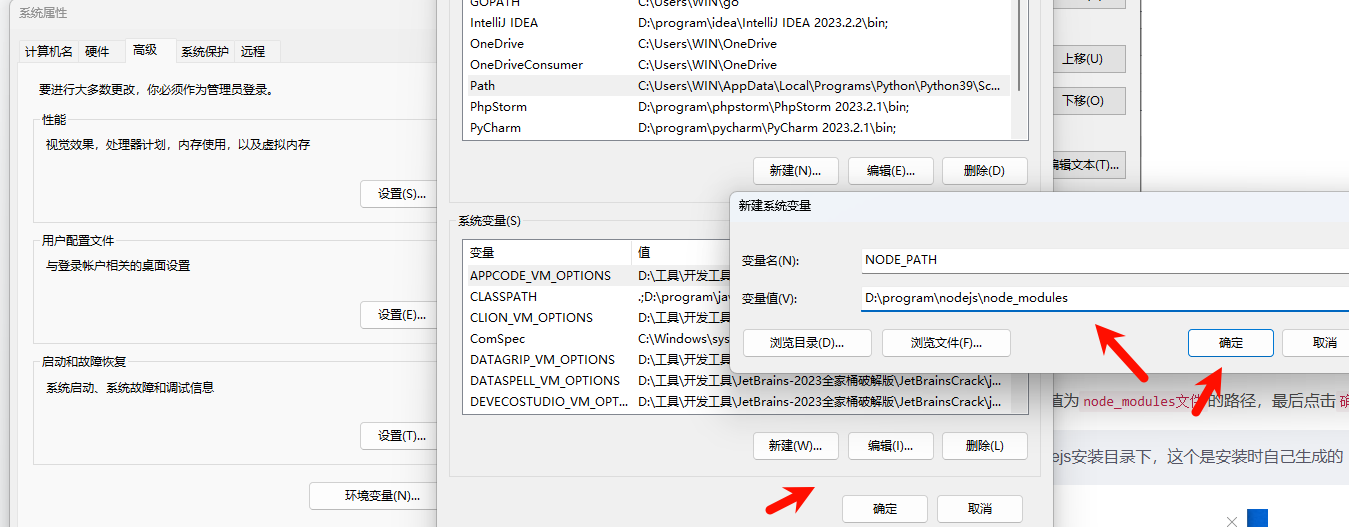 系统属性
计算机名 硬件 高级 系统保护 远程
要进行大多数更改，你必须作为管理员登录。
性能
视觉效果，处理器计划，内存使用，以及虚拟内存
设置(S)...
用户配置文件
与登录帐户相关的桌面设置
设置(E)...
启动和故障恢复
系统启动、系统故障和调试信息
设置(T)...
环境变量(N)...
GOPATH C:\Users\WIN\go
IntelliJ IDEA D:\program\idea\IntelliJ IDEA 2023.2.2\bin;
OneDrive C:\Users\WIN\OneDrive
OneDriveConsumer C:\Users\WIN\OneDrive
Path C:\Users\WIN\AppData\Local\Programs\Python\Python39\Sc...
PhpStorm D:\program\phpstorm\PhpStorm 2023.2.1\bin;
PyCharm D:\program\pycharm\PyCharm 2023.2.1\bin;
新建(N)... 编辑(E)... 删除(D)
系统变量(S)
变量 值
APPCODE_VM_OPTIONS D:\工具\开发工具
CLASSPATH .;D:\program\jav
CLION_VM_OPTIONS D:\工具\开发工具
ComSpec C:\Windows\sys
DATAGRIP_VM_OPTIONS D:\工具\开发工具
DATASPELL_VM_OPTIONS D:\工具\开发工具\JetBrains-2023全家桶破解版\JetBrainsCrack\j...
DEVECOSTUDIO_VM_OPT... D:\工具\开发工具\JetBrains-2023全家桶破解版\JetBrainsCrack\j...
新建(W)... 编辑(I)... 删除(L)
确定 取消
上移(U)
下移(O)
编辑文本(T)...
新建系统变量
变量名(N): NODE_PATH
变量值(V): D:\program\nodejs\node_modules
浏览目录(D)... 浏览文件(F)... 确定 取消
值为 node_modules文件 的路径，最后点击 确
ejs安装目录下，这个是安装时自己生成的